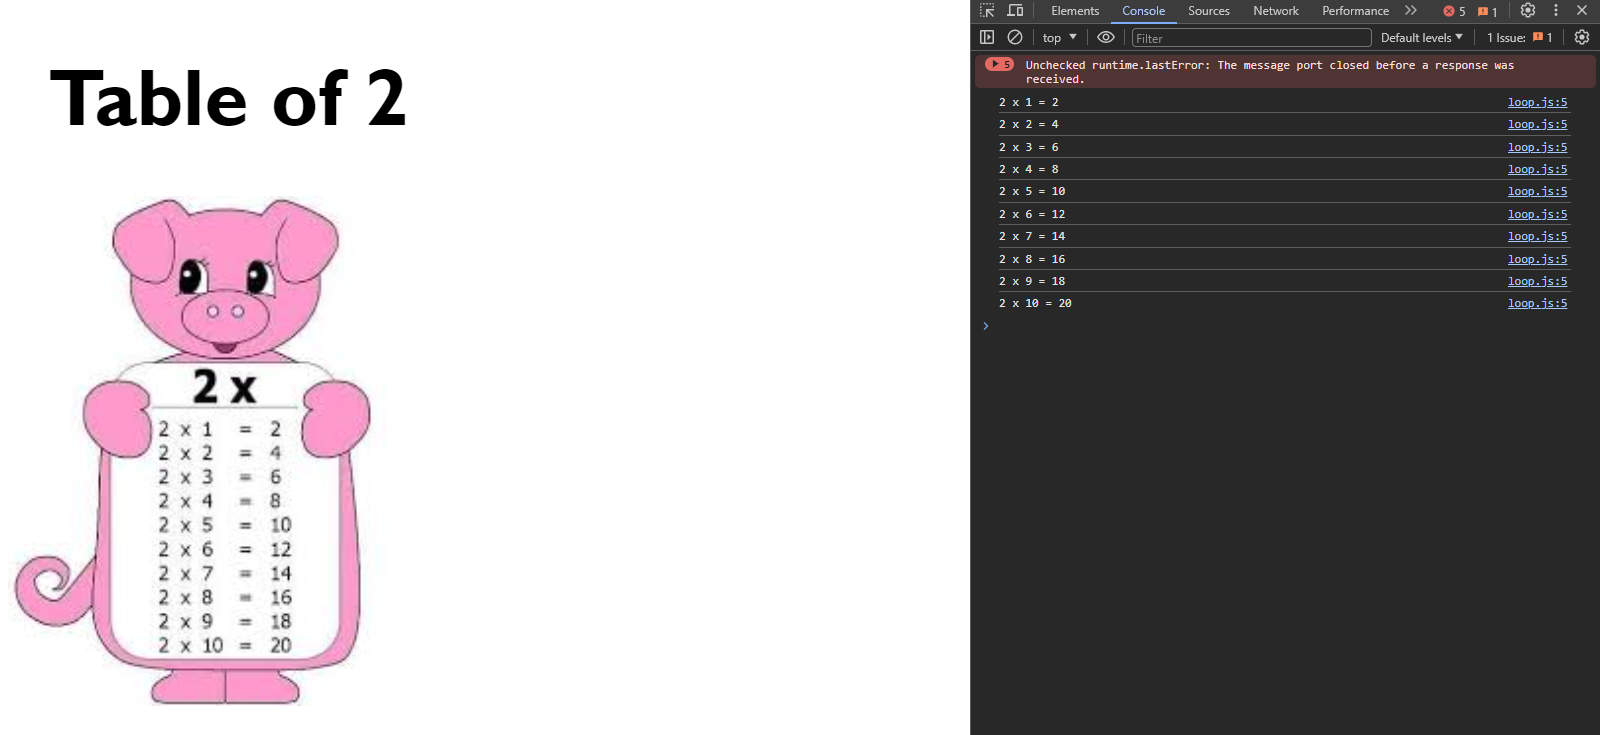 Table of 2
2 x
2 x 1 = 2
2 x 2 = 4
2 x 3 = 6
2 x 4 = 8
2 x 5 = 10
2 x 6 = 12
2 x 7 = 14
2 x 8 = 16
2 x 9 = 18
2 x 10 = 20
Elements Console Sources Network Performance 5 1
top Filter Default levels 1 Issue: 1
5 Unchecked runtime.lastError: The message port closed before a response was
received.
2 x 1 = 2 loop.js:5
2 x 2 = 4 loop.js:5
2 x 3 = 6 loop.js:5
2 x 4 = 8 loop.js:5
2 x 5 = 10 loop.js:5
2 x 6 = 12 loop.js:5
2 x 7 = 14 loop.js:5
2 x 8 = 16 loop.js:5
2 x 9 = 18 loop.js:5
2 x 10 = 20 loop.js:5